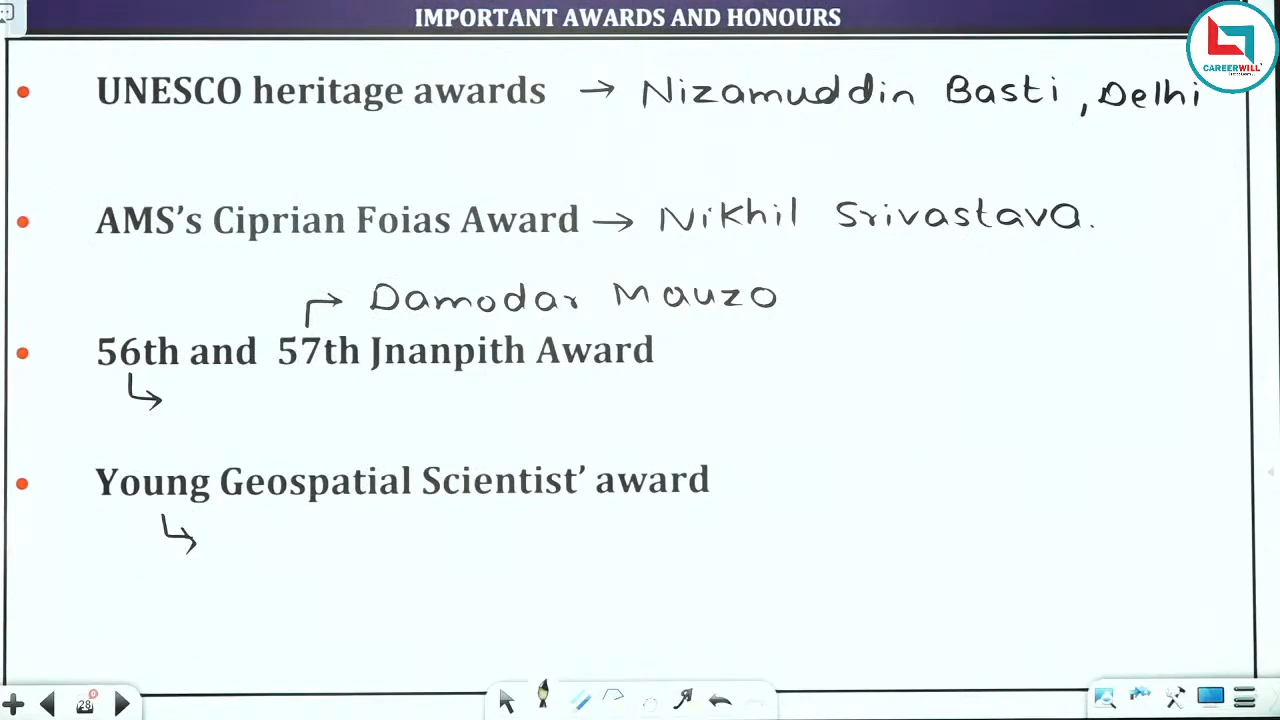 IMPORTANT AWARDS AND HONOURS
CAREERWILL
UNESCO heritage awards → Nizamuddin Basti, Delhi
AMS's Ciprian Foias Award → Nikhil Srivastava.
Damodar Mauzo
56th and 57th Jnanpith Award
Young Geospatial Scientist' award
28